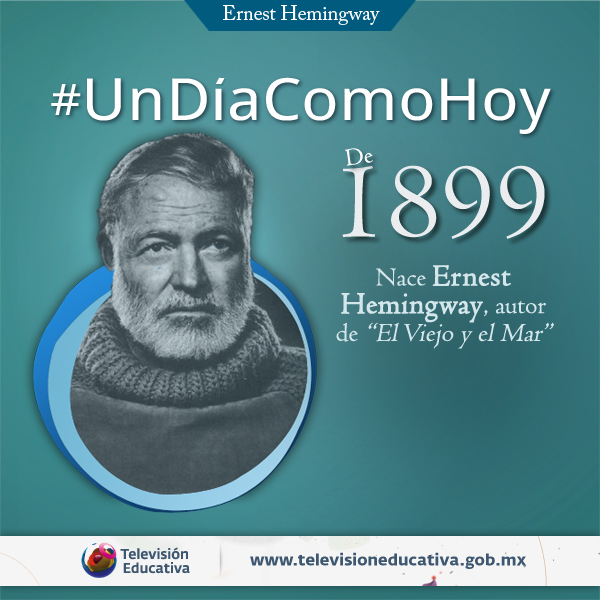 Ernest Hemingway
#UnDíaComoHoy
De
1899
Nace Ernest
Hemingway, autor
de “El Viejo y el Mar”
Televisión
Educativa
www.televisioneducativa.gob.mx